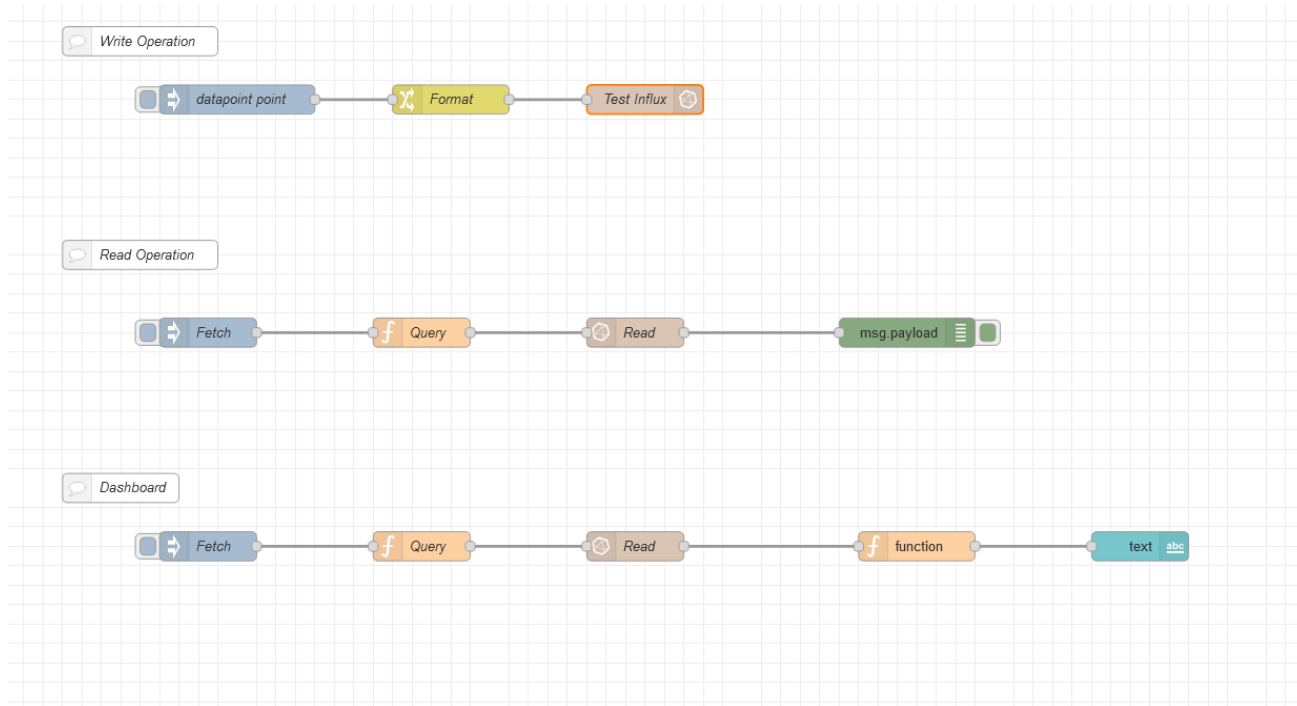 Write Operation
datapoint point
Format
Test Influx
Read Operation
Fetch
Query
Read
msg.payload
Dashboard
Fetch
Query
Read
function
text
abc